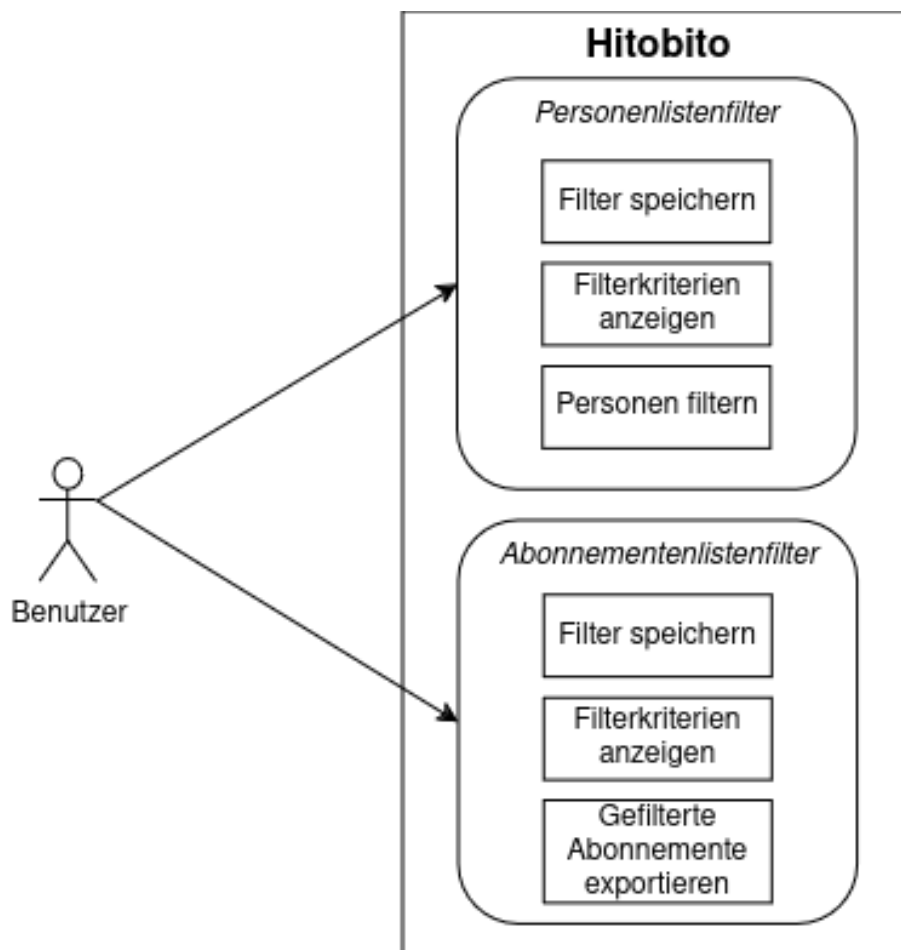 Hitobito
Personenlistenfilter
Filter speichern
Filterkriterien
anzeigen
Personen filtern
Benutzer
Abonnementenlistenfilter
Filter speichern
Filterkriterien
anzeigen
Gefilterte
Abonnemente
exportieren